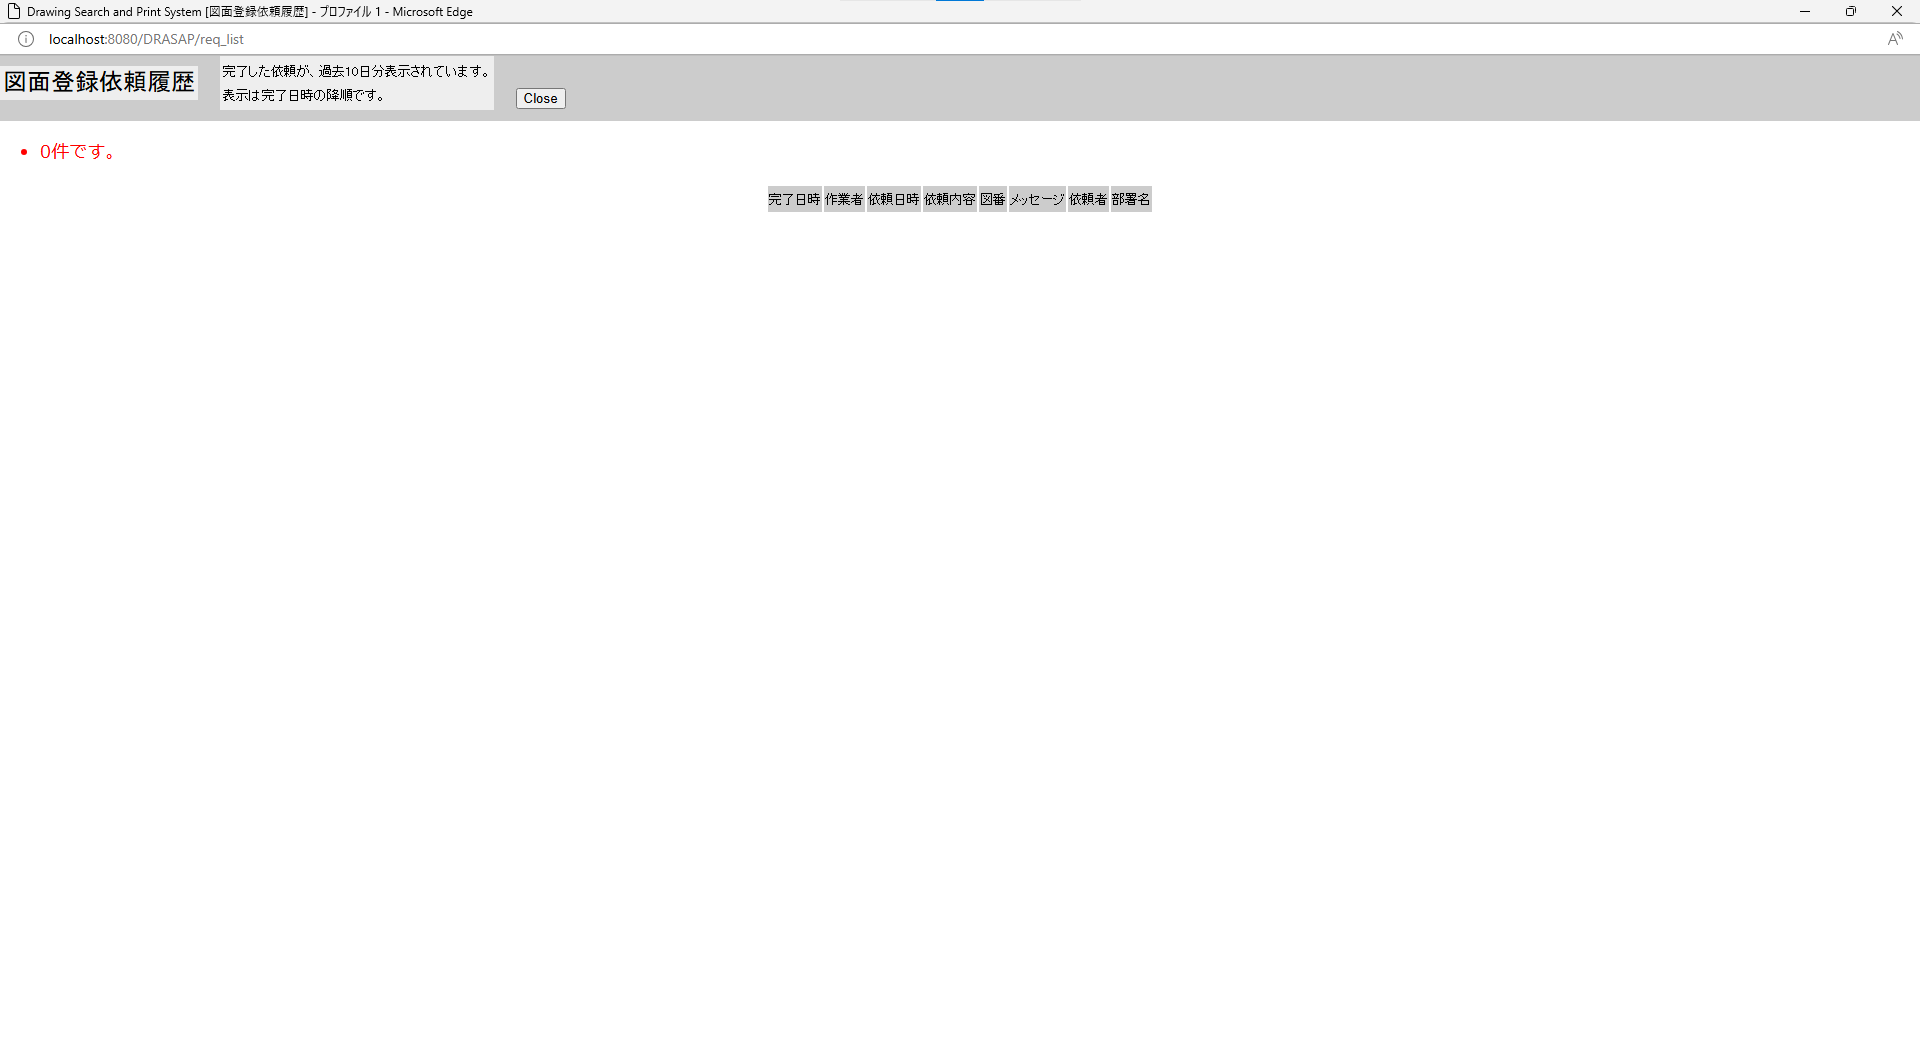 Drawing Search and Print System [図面登録依頼履歴] - プロファイル 1 - Microsoft Edge
localhost:8080/DRASAP/req_list
図面登録依頼履歴
完了した依頼が、過去10日分表示されています。
表示は完了日時の降順です。
Close
0件です。
完了日時 作業者 依頼日時 依頼内容 図番 メッセージ 依頼者 部署名